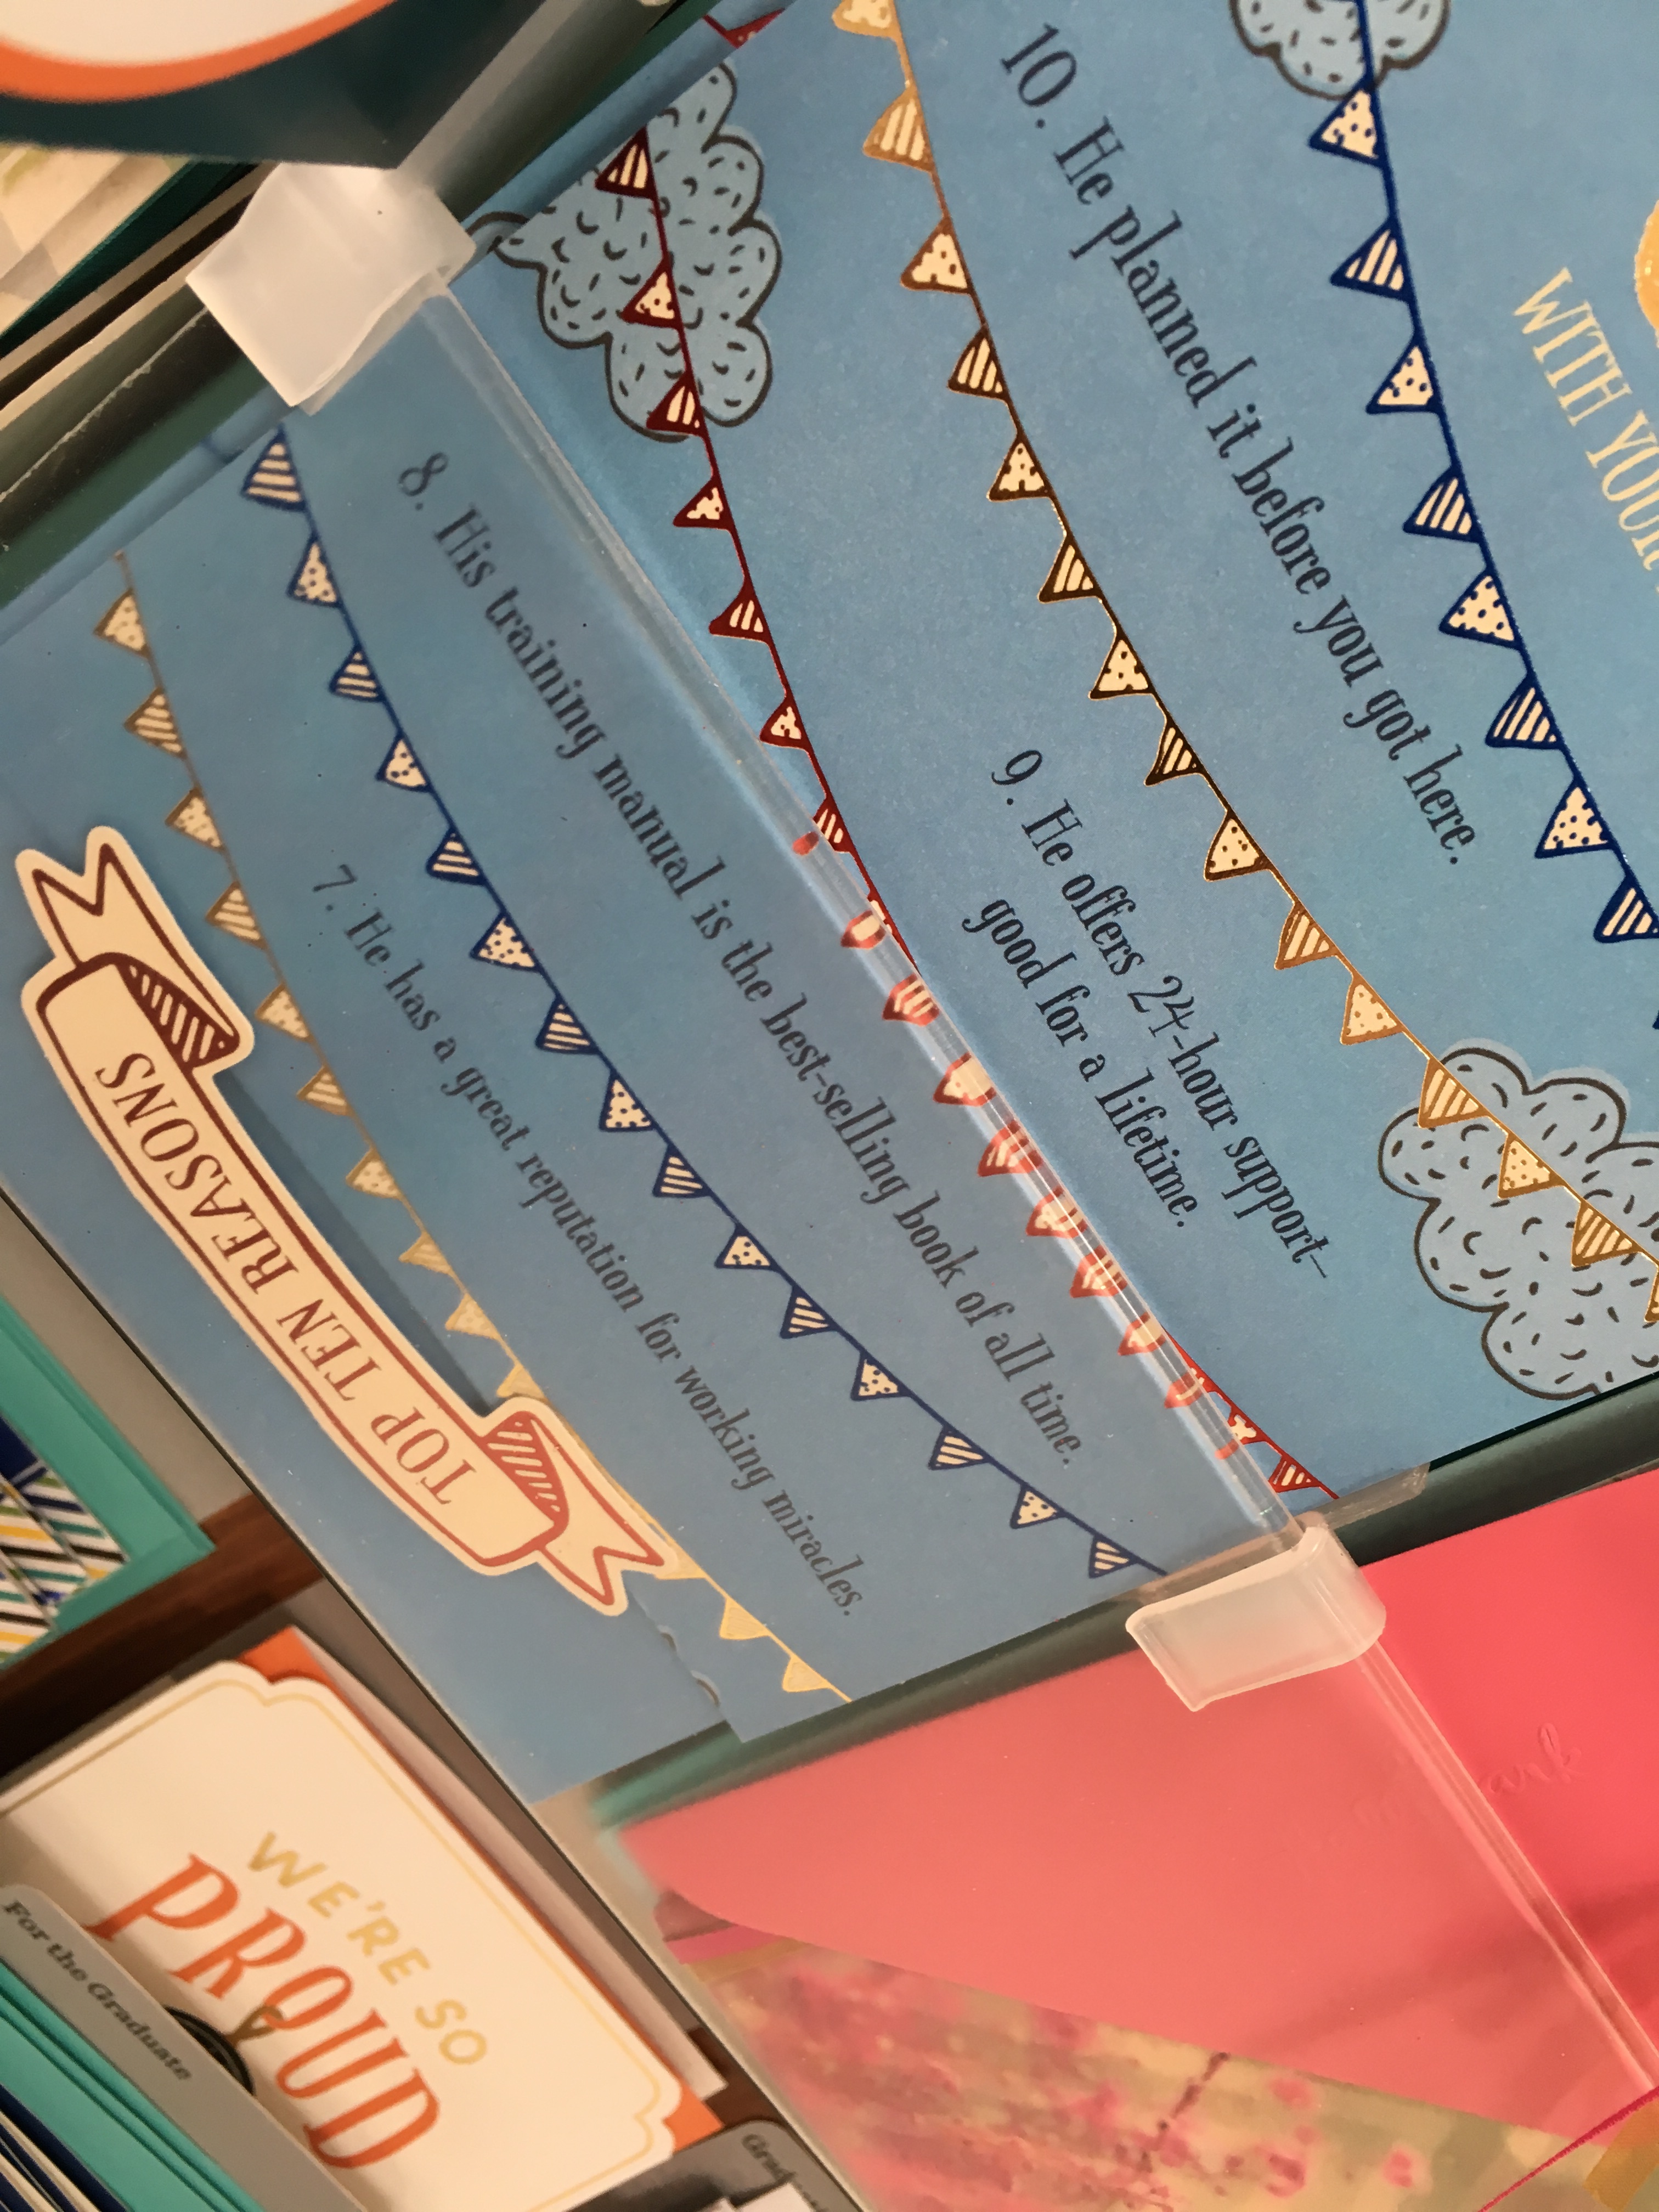 WITH YOUR
10. He planned it before you got here.
9. He offers 24-hour support–
good for a lifetime.
8. His training manual is the best-selling book of all time.
7. He has a great reputation for working miracles.
TOP TEN REASONS
WE'RE SO
PROUD
For the Graduate